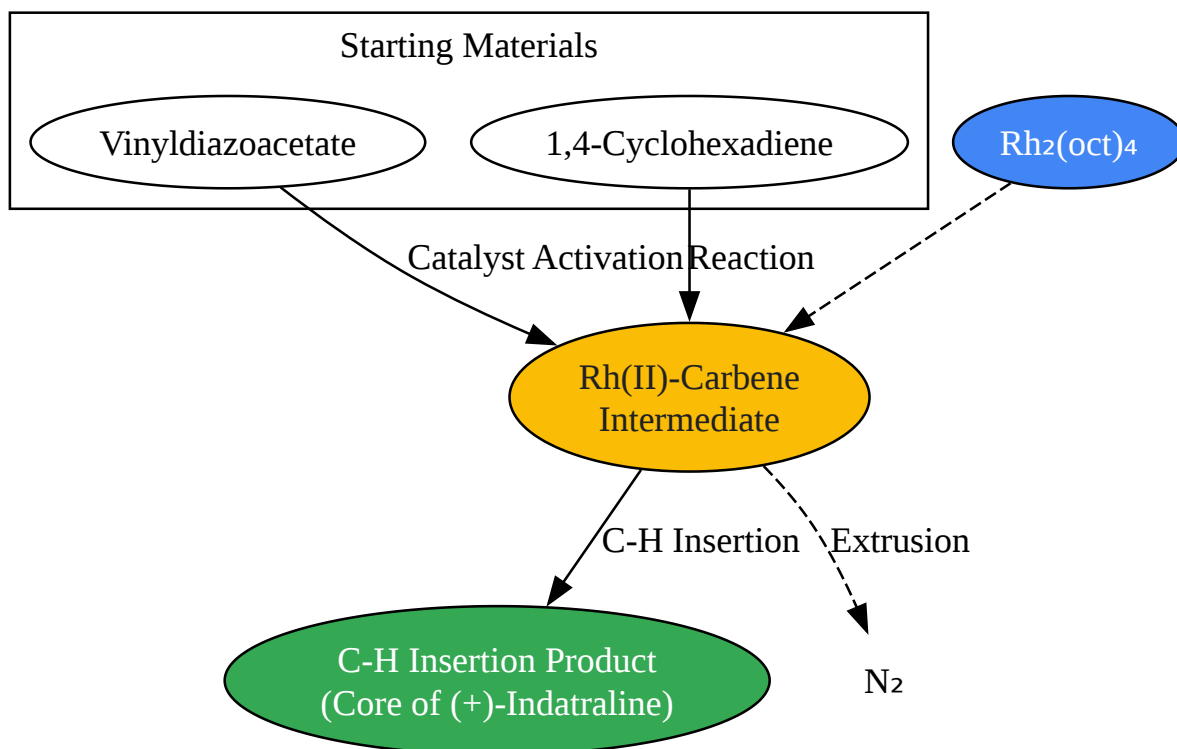 Starting Materials
Vinyldiazoacetate
1,4-Cyclohexadiene
Rh₂(oct)₄
Catalyst Activation
Reaction
Rh(II)-Carbene
Intermediate
C-H Insertion
Extrusion
C-H Insertion Product
(Core of (+)-Indatraline)
N₂